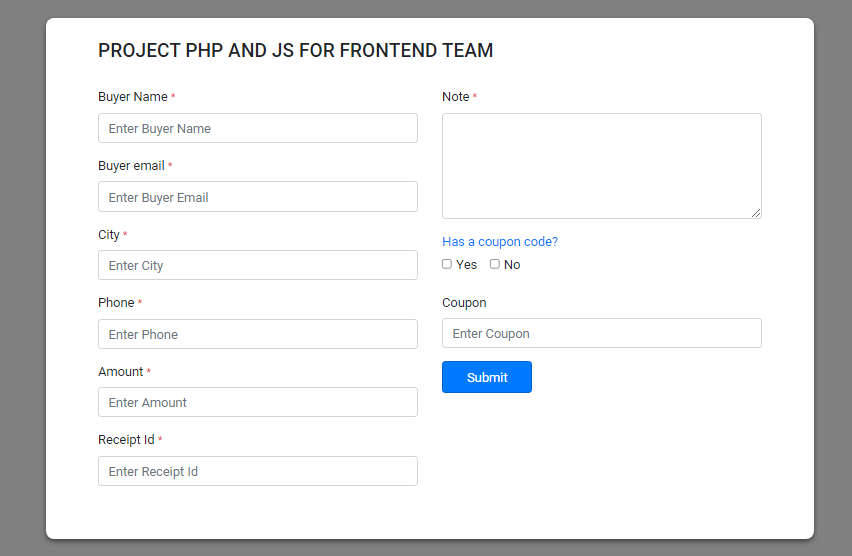 PROJECT PHP AND JS FOR FRONTEND TEAM
Buyer Name *
Enter Buyer Name
Buyer email *
Enter Buyer Email
City *
Enter City
Phone *
Enter Phone
Amount *
Enter Amount
Receipt Id *
Enter Receipt Id
Note *
Has a coupon code?
Yes No
Coupon
Enter Coupon
Submit